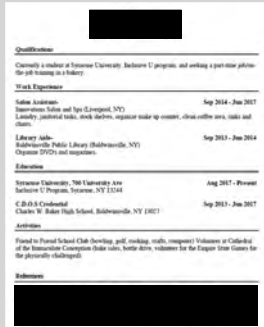 Qualifications
Currently a student at Syracuse University, Inclusive U program, and seeking a part-time job/on-
the-job training in a bakery.
Work Experience
Salon Assistant- Sep 2014 - Jun 2017
Innovations Salon and Spa (Liverpool, NY)
Laundry, janitorial tasks, stock shelves, organize make up counter, clean coffee area, sinks and
chairs.
Library Aide- Sep 2013 - Jun 2014
Baldwinsville Public Library (Baldwinsville, NY)
Organize DVD's and magazines.
Education
Syracuse University, 700 University Ave Aug 2017 - Present
Inclusive U Program, Syracuse, NY 13244
C.D.O.S Credential Sep 2013 - Jun 2017
Charles W. Baker High School, Baldwinsville, NY 13027
Activities
Friend to Friend School Club (bowling, golf, cooking, crafts, computer) Volunteer at Cathedral
of the Immaculate Conception (bake sales, bottle drive, volunteer for the Empire State Games for
the physically challenged).
References